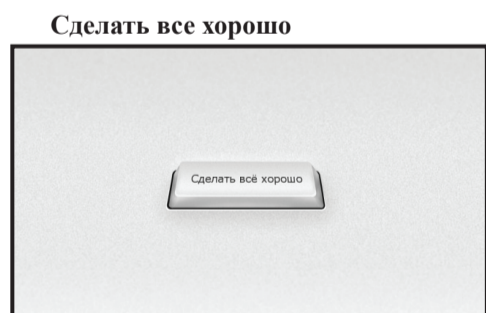 Сделать все хорошо
Сделать всё хорошо